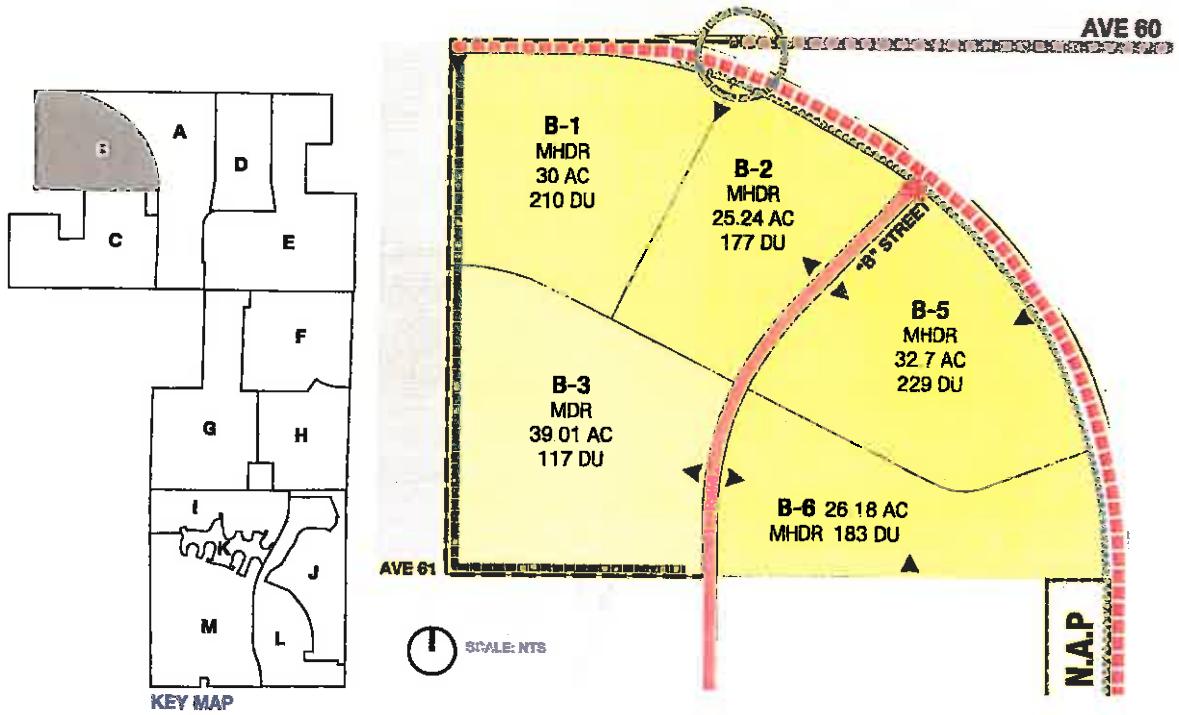 AVE 60
A
D
C
E
F
G
H
I
K
J
M
L
KEY MAP
B-1
MHDR
30 AC
210 DU
B-2
MHDR
25.24 AC
177 DU
"B" STREET
B-5
MHDR
32.7 AC
229 DU
B-3
MDR
39.01 AC
117 DU
B-6 26 18 AC
MHDR 183 DU
AVE 61
SCALE: NTS
N.A.P